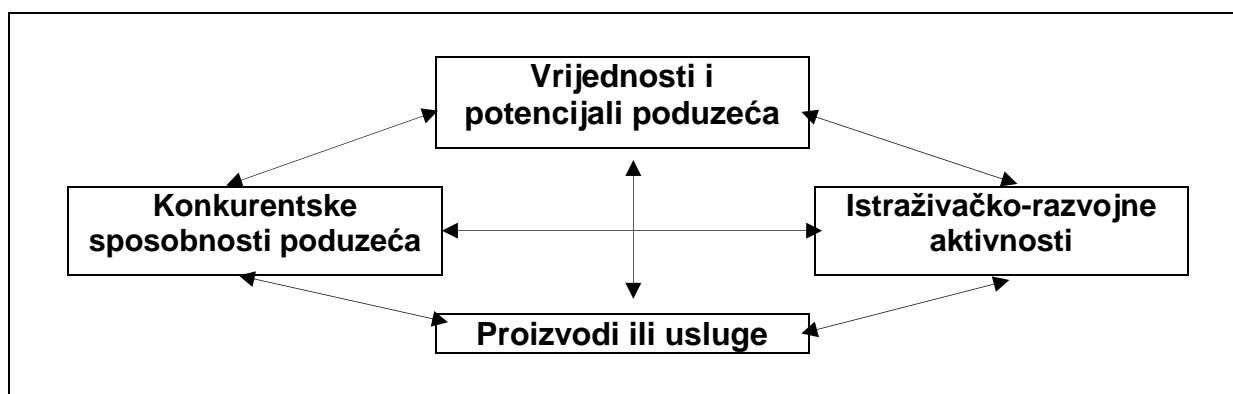 Vrijednosti i
potencijali poduzeća
Konkurentske
sposobnosti poduzeća
Istraživačko-razvojne
aktivnosti
Proizvodi ili usluge